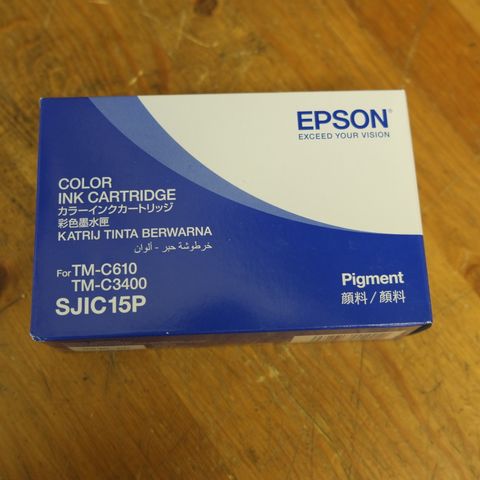 EPSON
EXCEED YOUR VISION
COLOR
INK CARTRIDGE
カラーインクカートリッジ
彩色墨水匣
KATRIJ TINTA BERWARNA
خرطوشة حبر - ألوان
For TM-C610
TM-C3400
SJIC15P
Pigment
顔料/顏料